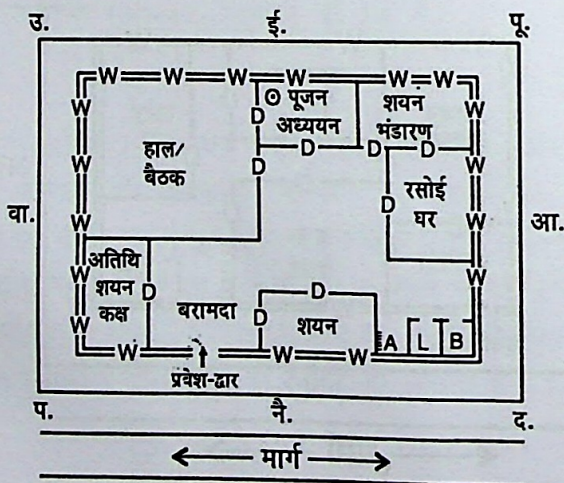 उ. ई. पू.
W W W W W W
W ⊙ पूजन शयन W
D अध्ययन भंडारण
D D D
हाल/ D
बैठक
W रसोई W
D घर
वा. W W आ.
अतिथि W
W शयन D
कक्ष D बरामदा D शयन
W A L B
W W W
प्रवेश-द्वार
प. नै. द.
मार्ग